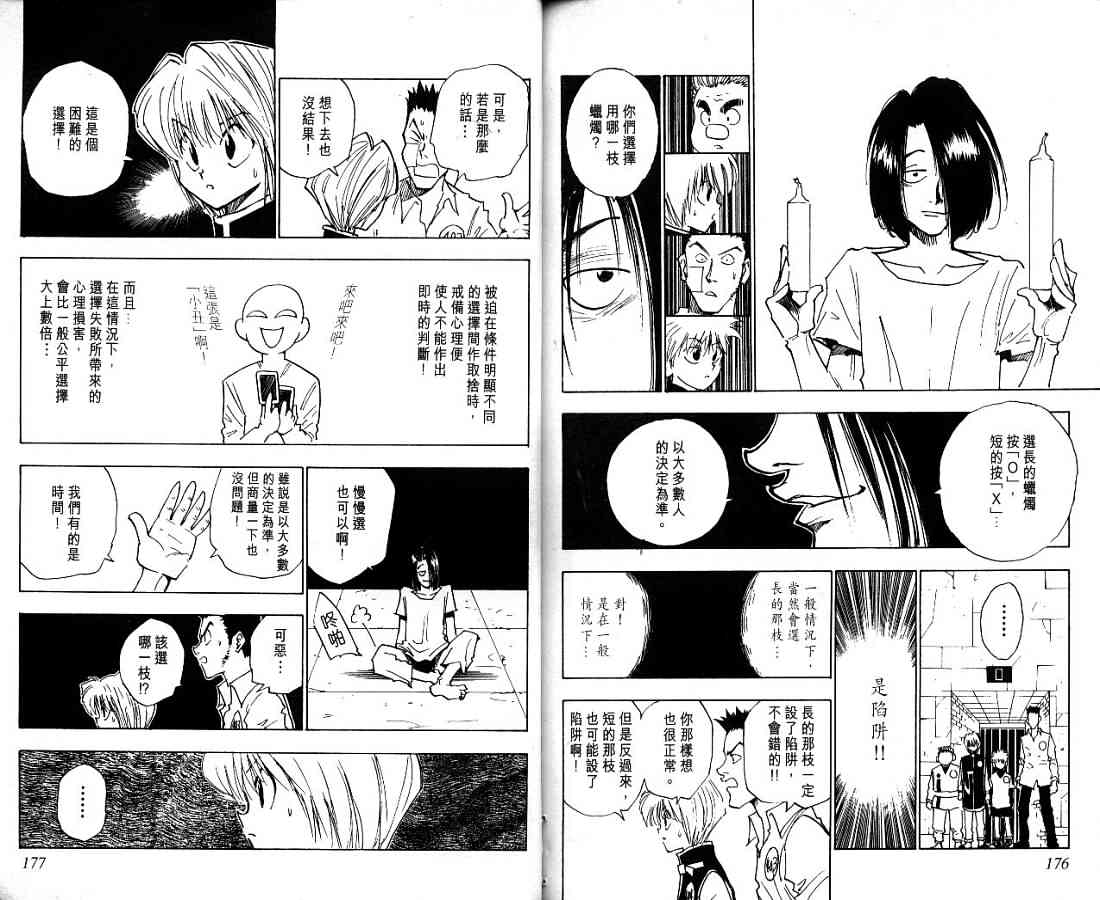 你們選擇
用哪一枝
蠟燭？
選長的蠟燭
按「O」，
短的按「X」…
以大多數人
的決定為準。
……
是陷阱!!
一般情況下，
當然會選
長的那枝…
對！
是在一般
情況下…
長的那枝一定
設了陷阱，
不會錯的!!
你那樣想
也很正常。
但是反過來，
短的那枝
也可能設了
陷阱啊！
176
可是，
若是那麼
的話…
想下去也
沒結果！
這是個
困難的
選擇！
被迫在條件明顯不同
的選擇間作取捨時，
戒備心理便
使人不能作出
即時的判斷！
來吧來吧！
這張是
「小丑」啊！
而且…
在這情況下，
選擇失敗所帶來的
心理損害，
會比一般公平選擇
大上數倍…
慢慢選
也可以啊！
咚啪
雖說是以大多數
的決定為準，
但商量一下也
沒問題！
我們有的是
時間！
可惡…
該選
哪一枝!?
……
177